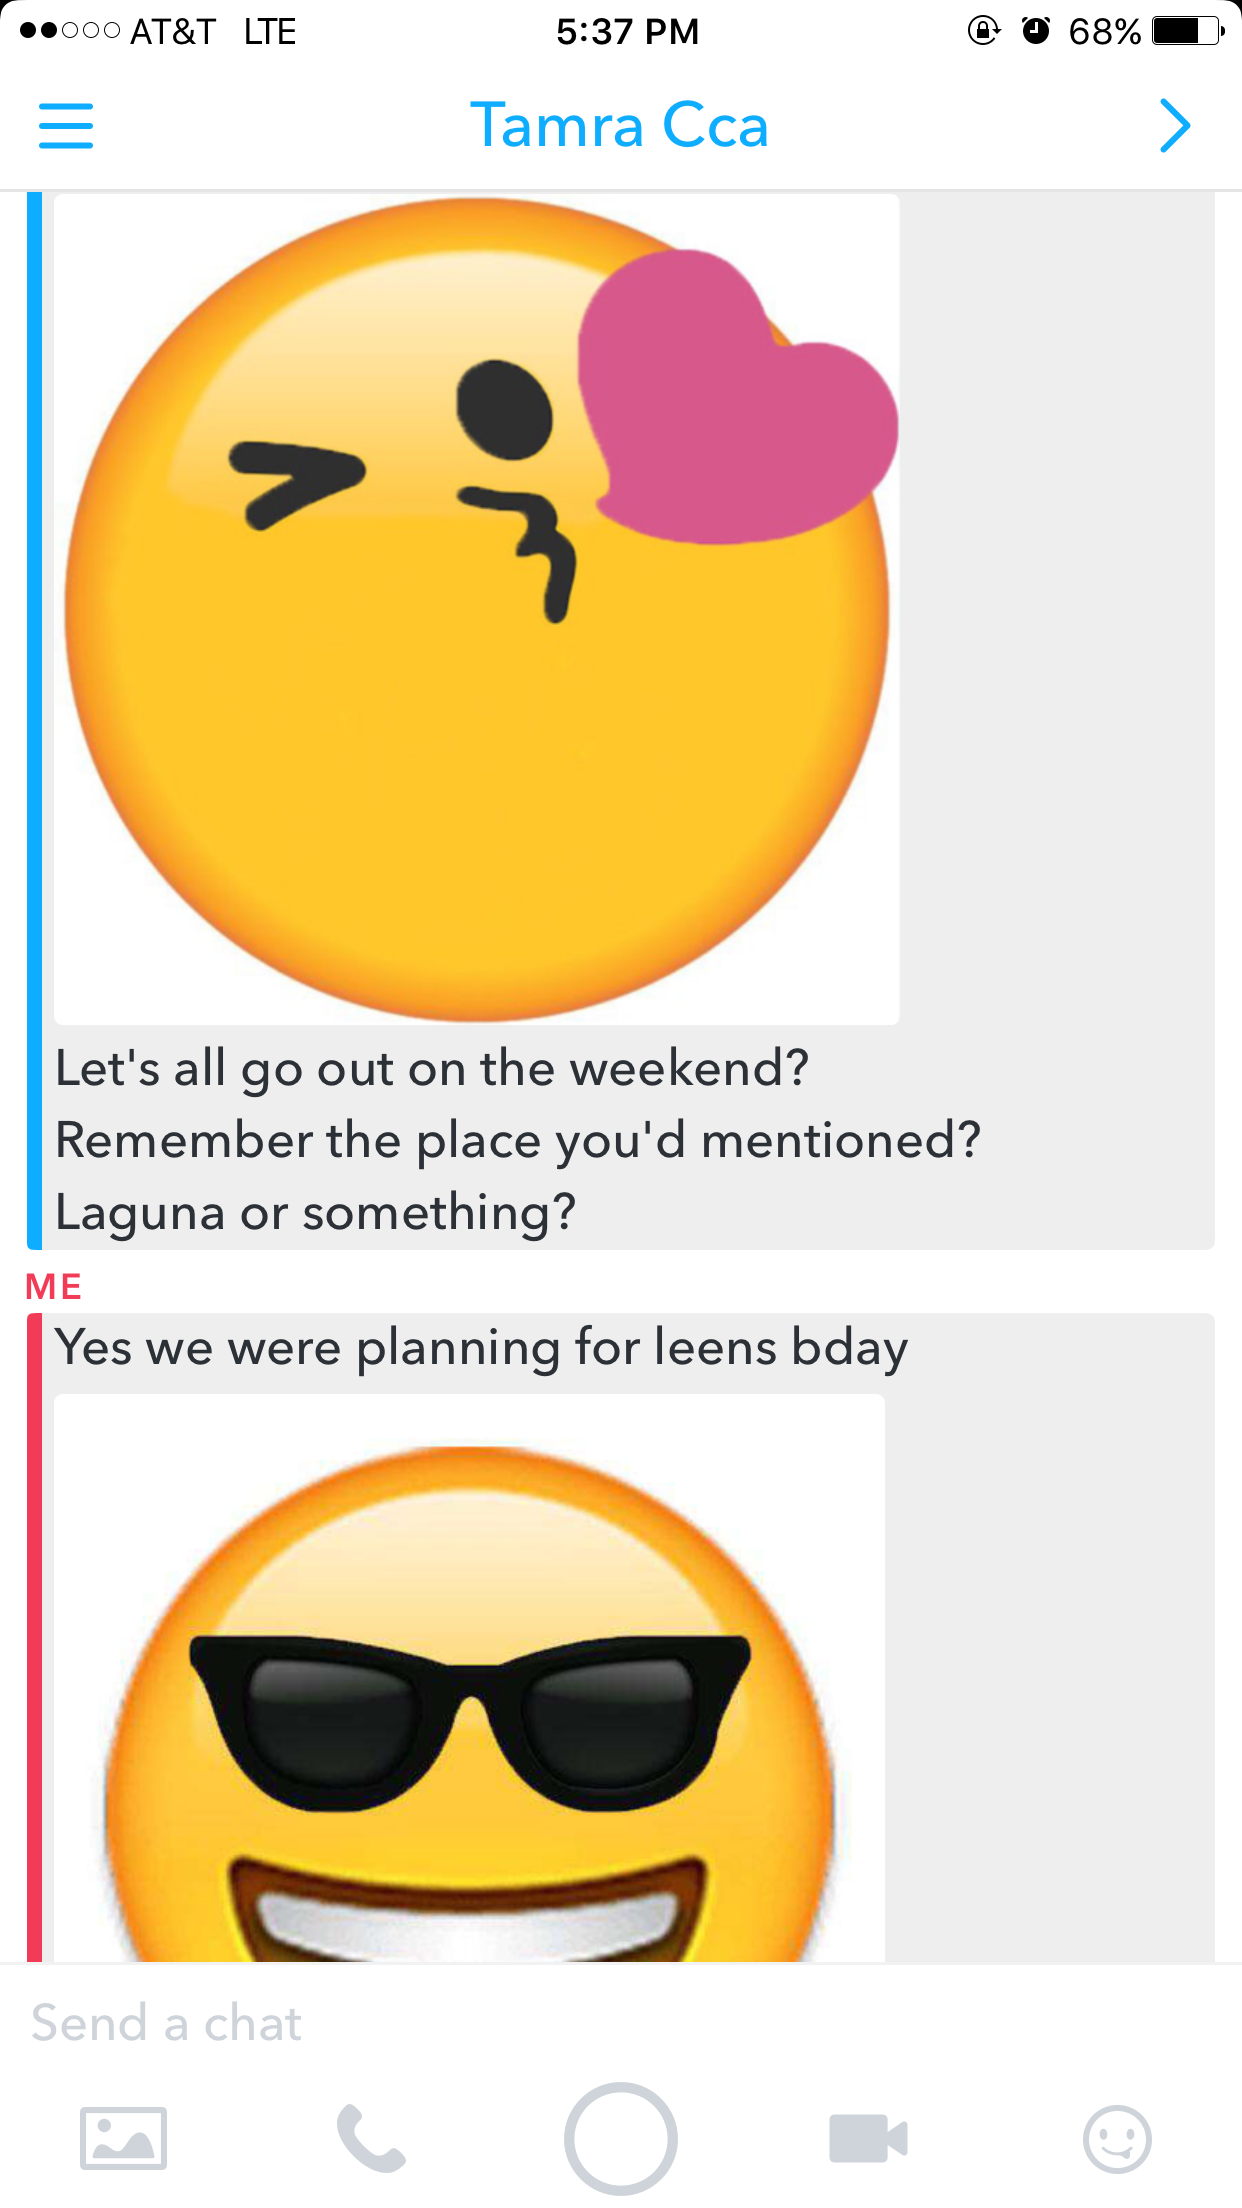 AT&T LTE 5:37 PM 68%
Tamra Cca
Let's all go out on the weekend?
Remember the place you'd mentioned?
Laguna or something?
ME
Yes we were planning for leens bday
Send a chat